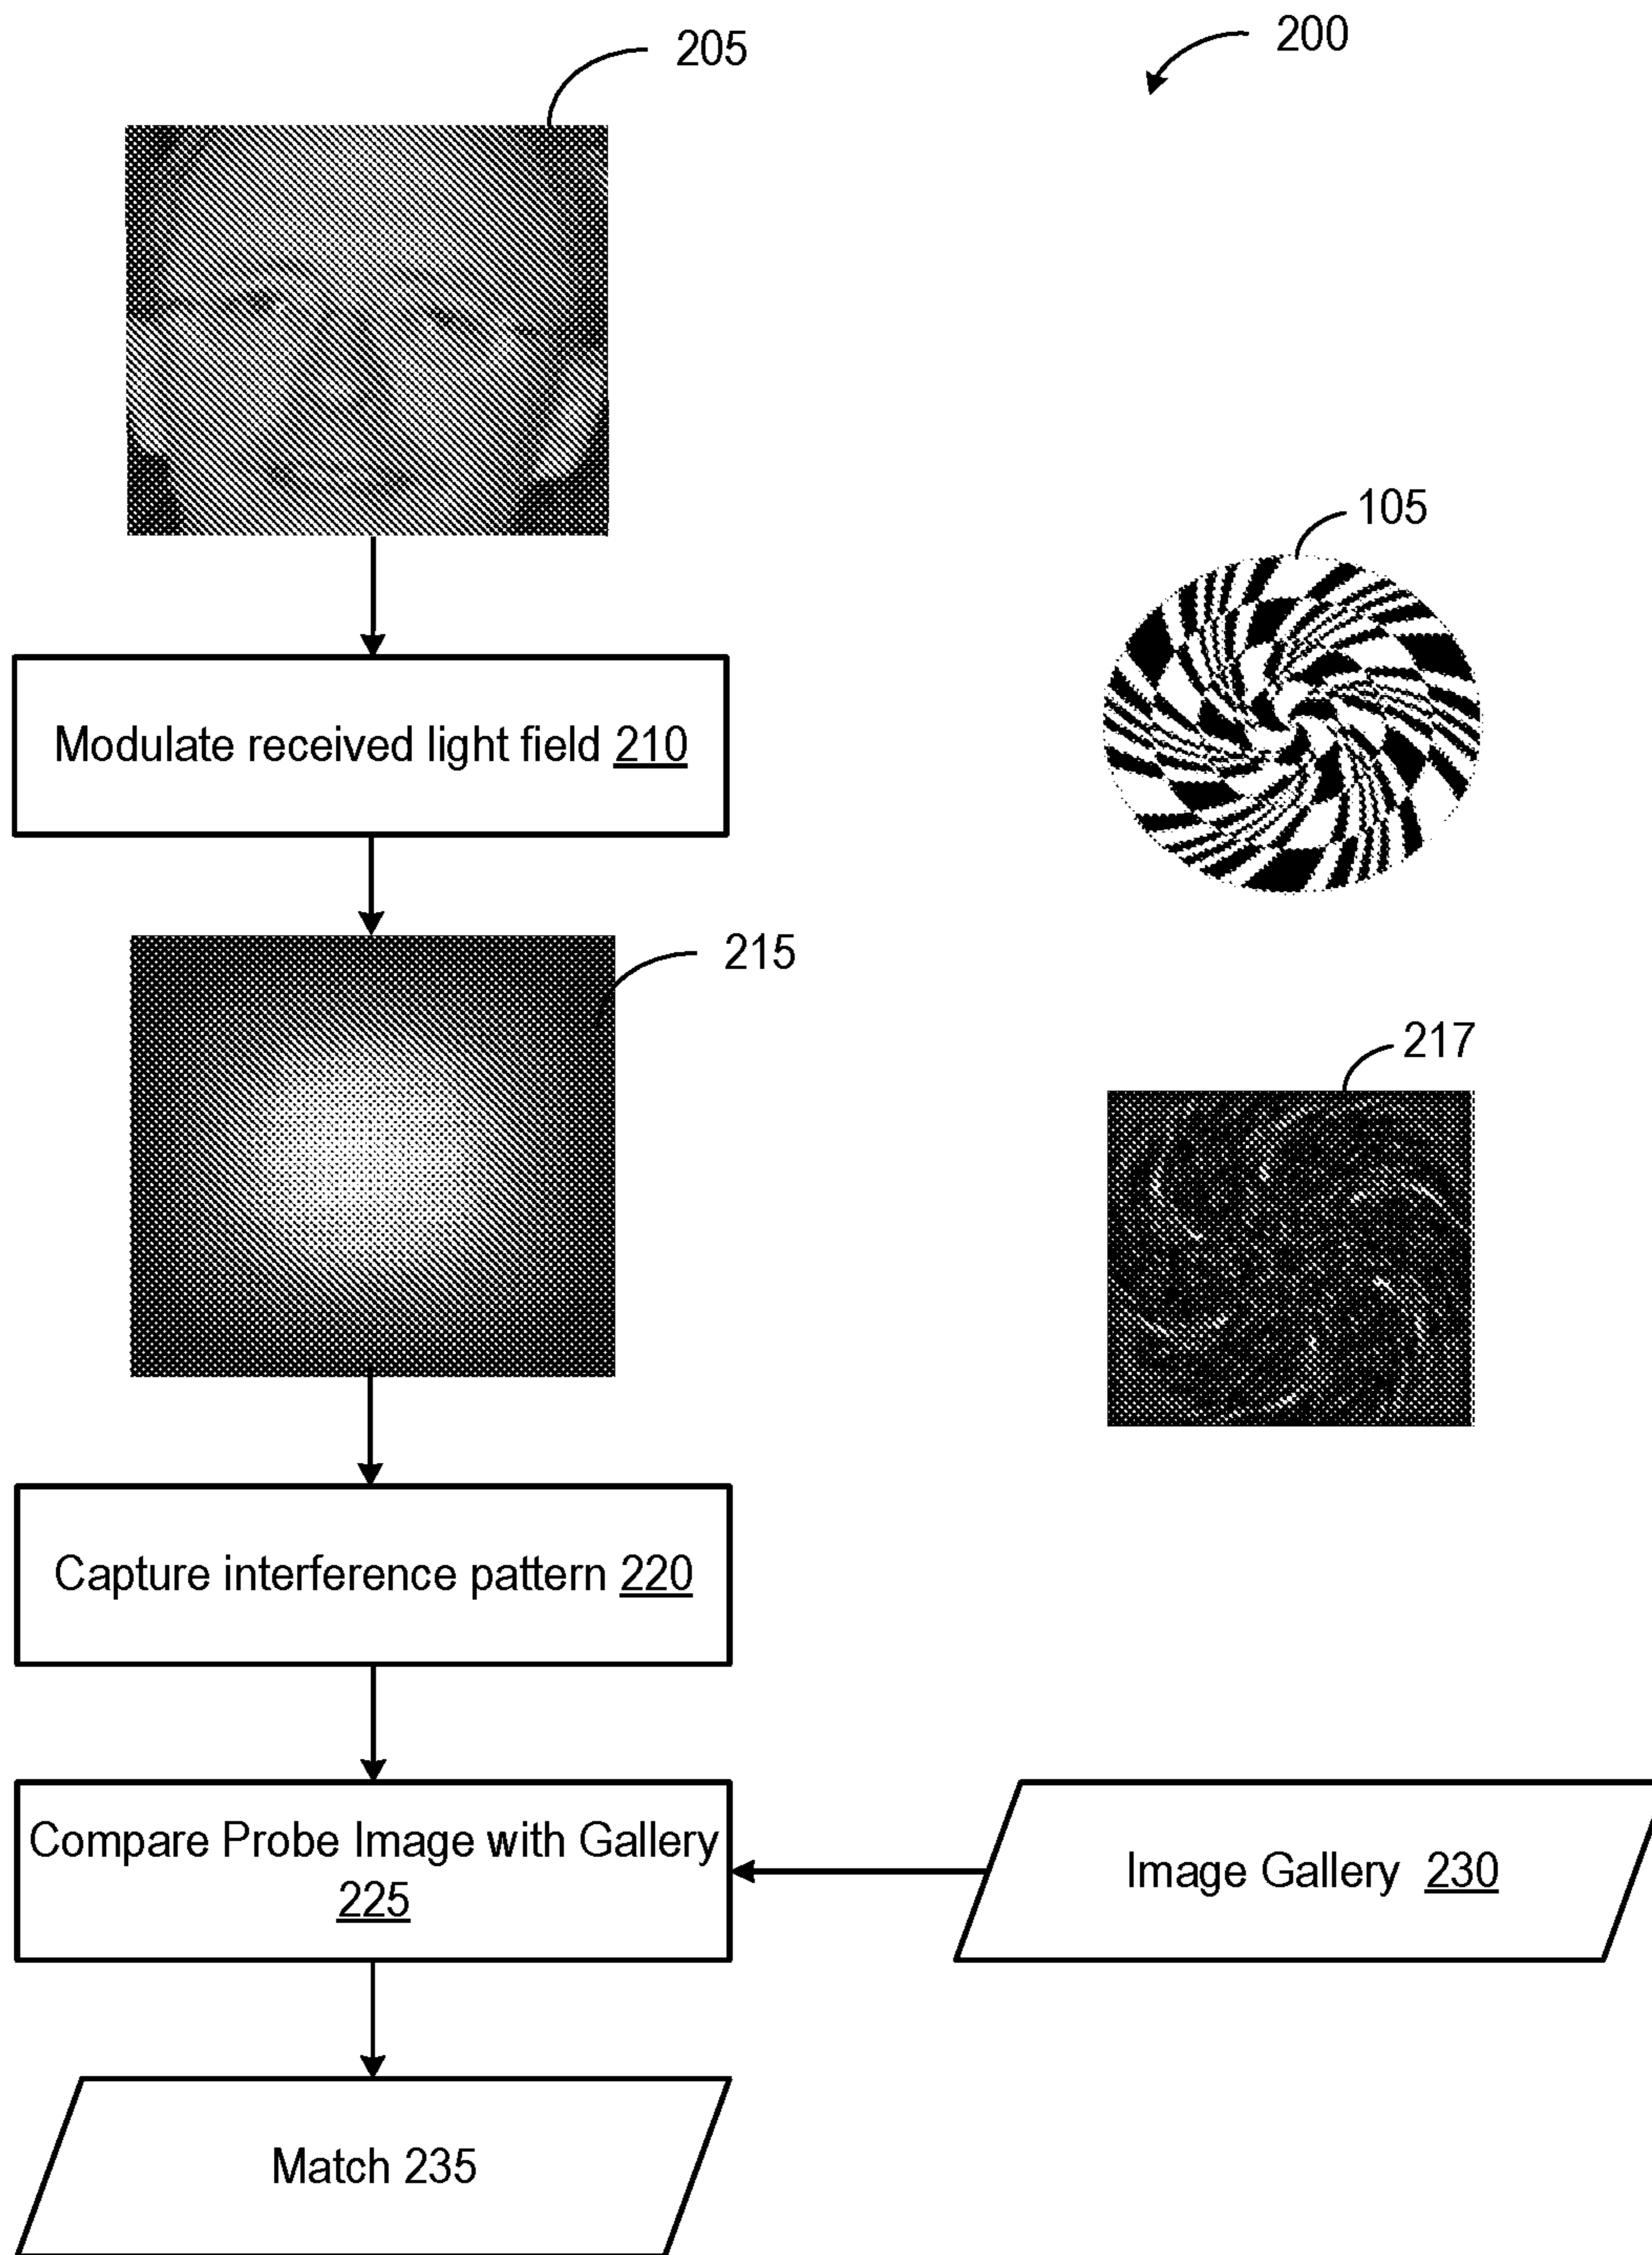 205
200
105
Modulate received light field 210
215
217
Capture interference pattern 220
Compare Probe Image with Gallery
225
Image Gallery 230
Match 235